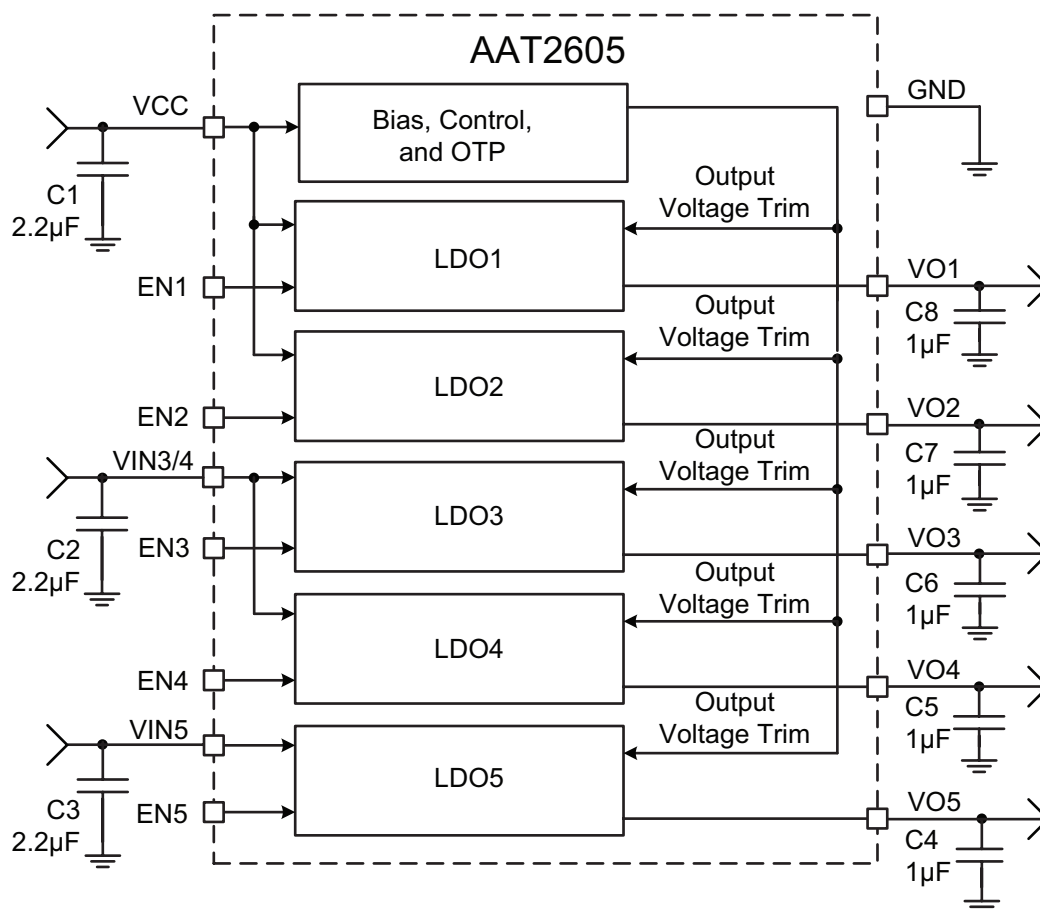 AAT2605
VCC
GND
Bias, Control,
and OTP
C1
2.2µF
Output
Voltage Trim
LDO1
EN1
VO1
C8
1µF
Output
Voltage Trim
LDO2
EN2
VO2
C7
1µF
VIN3/4
Output
Voltage Trim
LDO3
C2
2.2µF
EN3
VO3
C6
1µF
Output
Voltage Trim
LDO4
EN4
VO4
C5
1µF
VIN5
Output
Voltage Trim
LDO5
C3
2.2µF
EN5
VO5
C4
1µF